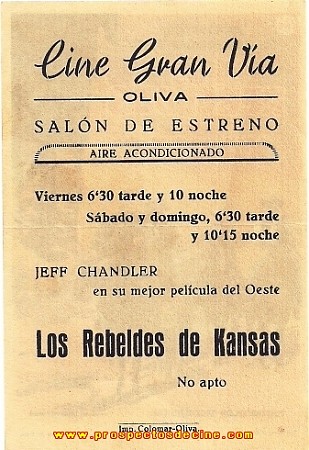 Cine Gran Vía
OLIVA
SALÓN DE ESTRENO
AIRE ACONDICIONADO
Viernes 6'30 tarde y 10 noche
Sábado y domingo, 6'30 tarde
y 10'15 noche
JEFF CHANDLER
en su mejor película del Oeste
Los Rebeldes de Kansas
No apto
Imp. Colomar-Oliva
www.prospectosdecine.com